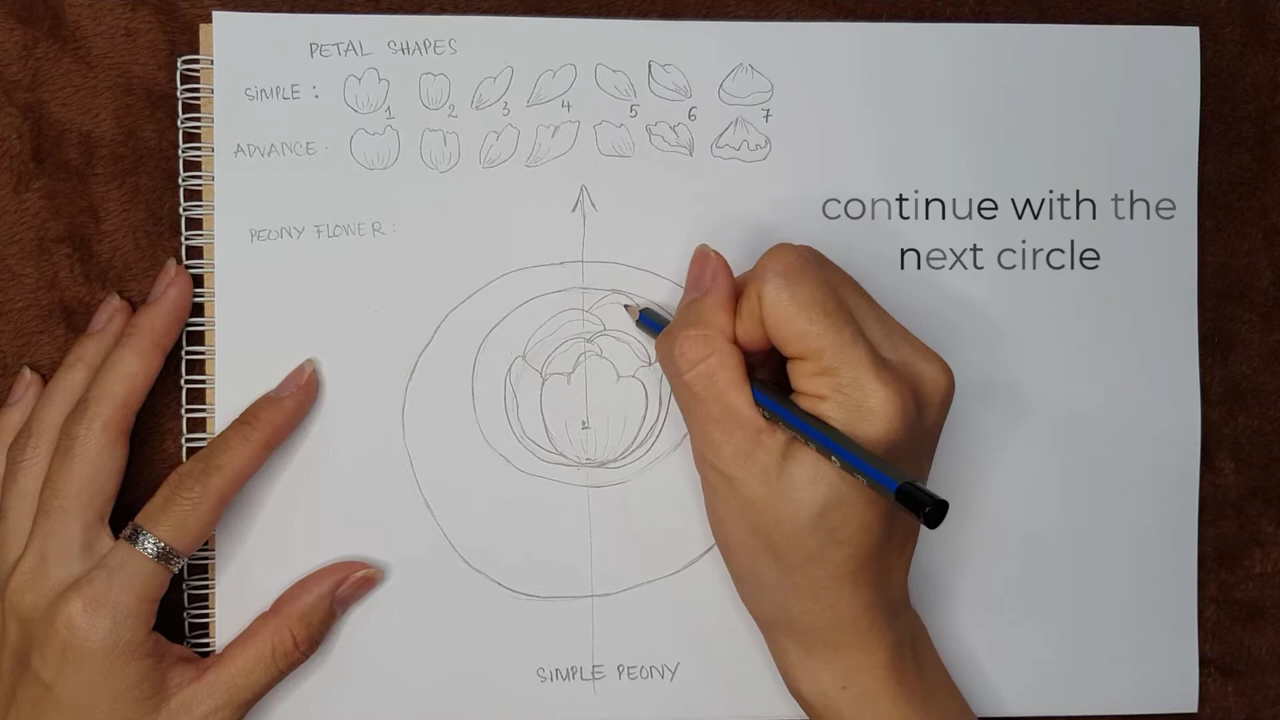 PETAL SHAPES
SIMPLE :
1 2 3 4 5 6 7
ADVANCE :
continue with the
next circle
PEONY FLOWER :
SIMPLE PEONY